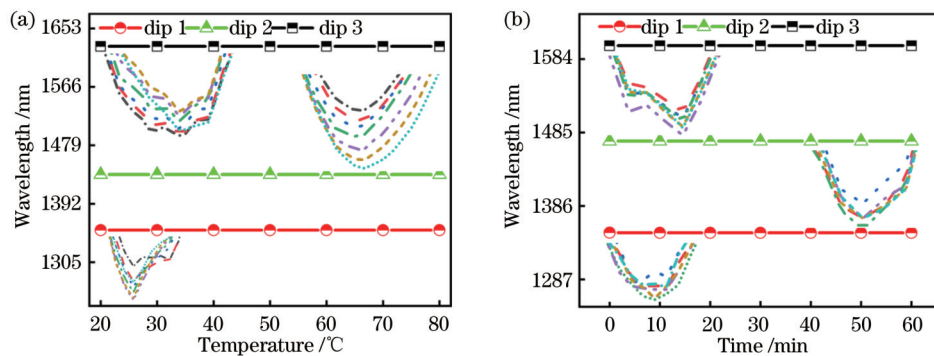 (a)
dip 1 dip 2 dip 3
Wavelength /nm
1653
1566
1479
1392
1305
20 30 40 50 60 70 80
Temperature /℃
(b)
dip 1 dip 2 dip 3
Wavelength /nm
1584
1485
1386
1287
0 10 20 30 40 50 60
Time /min